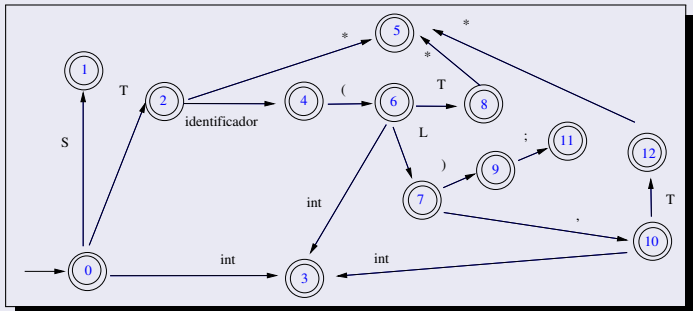 *
5
*
*
1
T
2
identificador
4
(
6
T
8
L
S
)
9
;
11
12
int
7
,
T
10
0
int
3
int